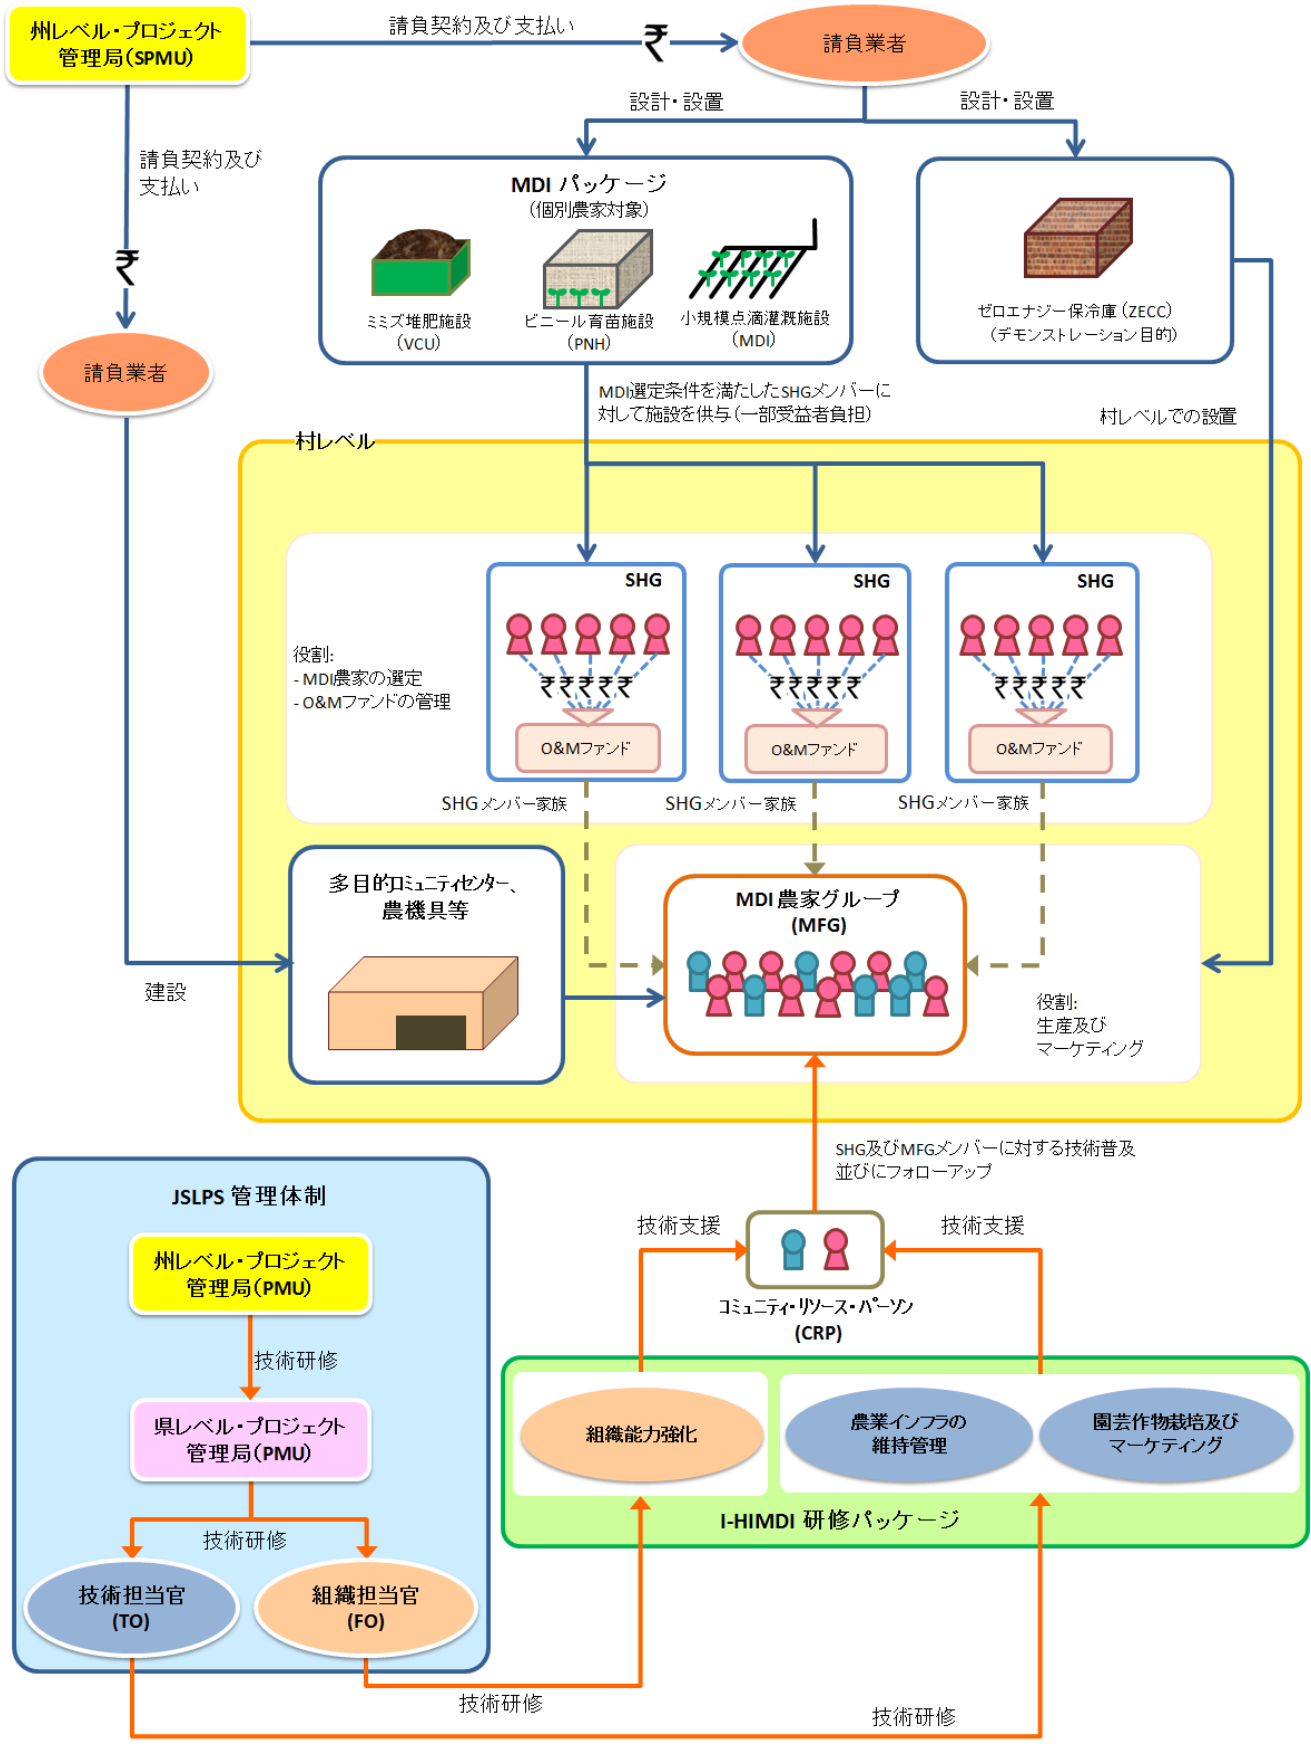 州レベル・プロジェクト
管理局(SPMU)
請負契約及び支払い
₹
請負業者
設計・設置
設計・設置
請負契約及び
支払い
₹
請負業者
MDI パッケージ
(個別農家対象)
ミミズ堆肥施設
(VCU)
ビニール育苗施設
(PNH)
小規模点滴灌漑施設
(MDI)
ゼロエナジー保冷庫(ZECC)
(デモンストレーション目的)
MDI選定条件を満たしたSHGメンバーに
対して施設を供与(一部受益者負担)
村レベルでの設置
村レベル
SHG
SHG
SHG
役割:
- MDI農家の選定
- O&Mファンドの管理
₹₹₹₹₹
₹₹₹₹₹
₹₹₹₹₹
O&Mファンド
O&Mファンド
O&Mファンド
SHGメンバー家族
SHGメンバー家族
SHGメンバー家族
多目的コミュニティセンター、
農機具等
MDI 農家グループ
(MFG)
建設
役割:
生産及び
マーケティング
SHG及びMFGメンバーに対する技術普及
並びにフォローアップ
JSLPS 管理体制
州レベル・プロジェクト
管理局(PMU)
技術研修
県レベル・プロジェクト
管理局(PMU)
技術研修
技術担当官
(TO)
組織担当官
(FO)
技術支援
技術支援
コミュニティ・リソース・パーソン
(CRP)
組織能力強化
農業インフラの
維持管理
園芸作物栽培及び
マーケティング
I-HIMDI 研修パッケージ
技術研修
技術研修